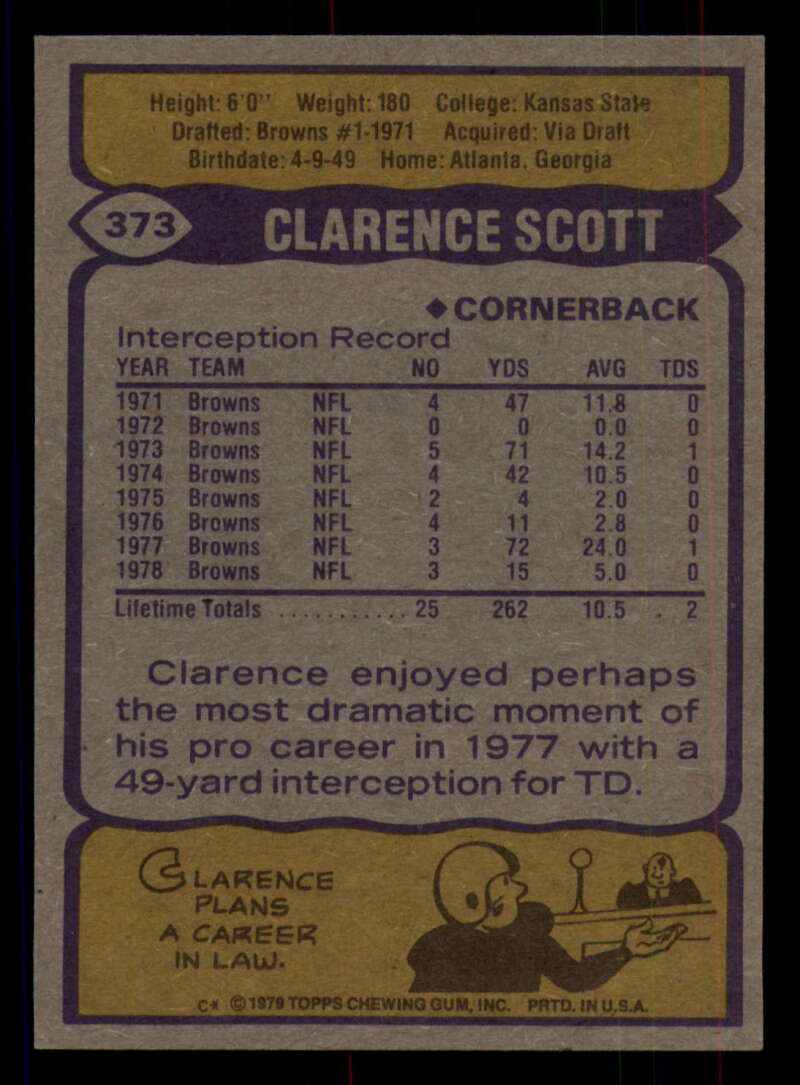 Height: 6'0" Weight: 180 College: Kansas State
Drafted: Browns #1-1971 Acquired: Via Draft
Birthdate: 4-9-49 Home: Atlanta, Georgia
373 CLARENCE SCOTT
◆ CORNERBACK
Interception Record
YEAR TEAM NO YDS AVG TDS
1971 Browns NFL 4 47 11.8 0
1972 Browns NFL 0 0 0.0 0
1973 Browns NFL 5 71 14.2 1
1974 Browns NFL 4 42 10.5 0
1975 Browns NFL 2 4 2.0 0
1976 Browns NFL 4 11 2.8 0
1977 Browns NFL 3 72 24.0 1
1978 Browns NFL 3 15 5.0 0
Lifetime Totals ........... 25 262 10.5 . 2
Clarence enjoyed perhaps
the most dramatic moment of
his pro career in 1977 with a
49-yard interception for TD.
CLARENCE
PLANS
A CAREER
IN LAW.
C* © 1979 TOPPS CHEWING GUM, INC. PRTD. IN U.S.A.